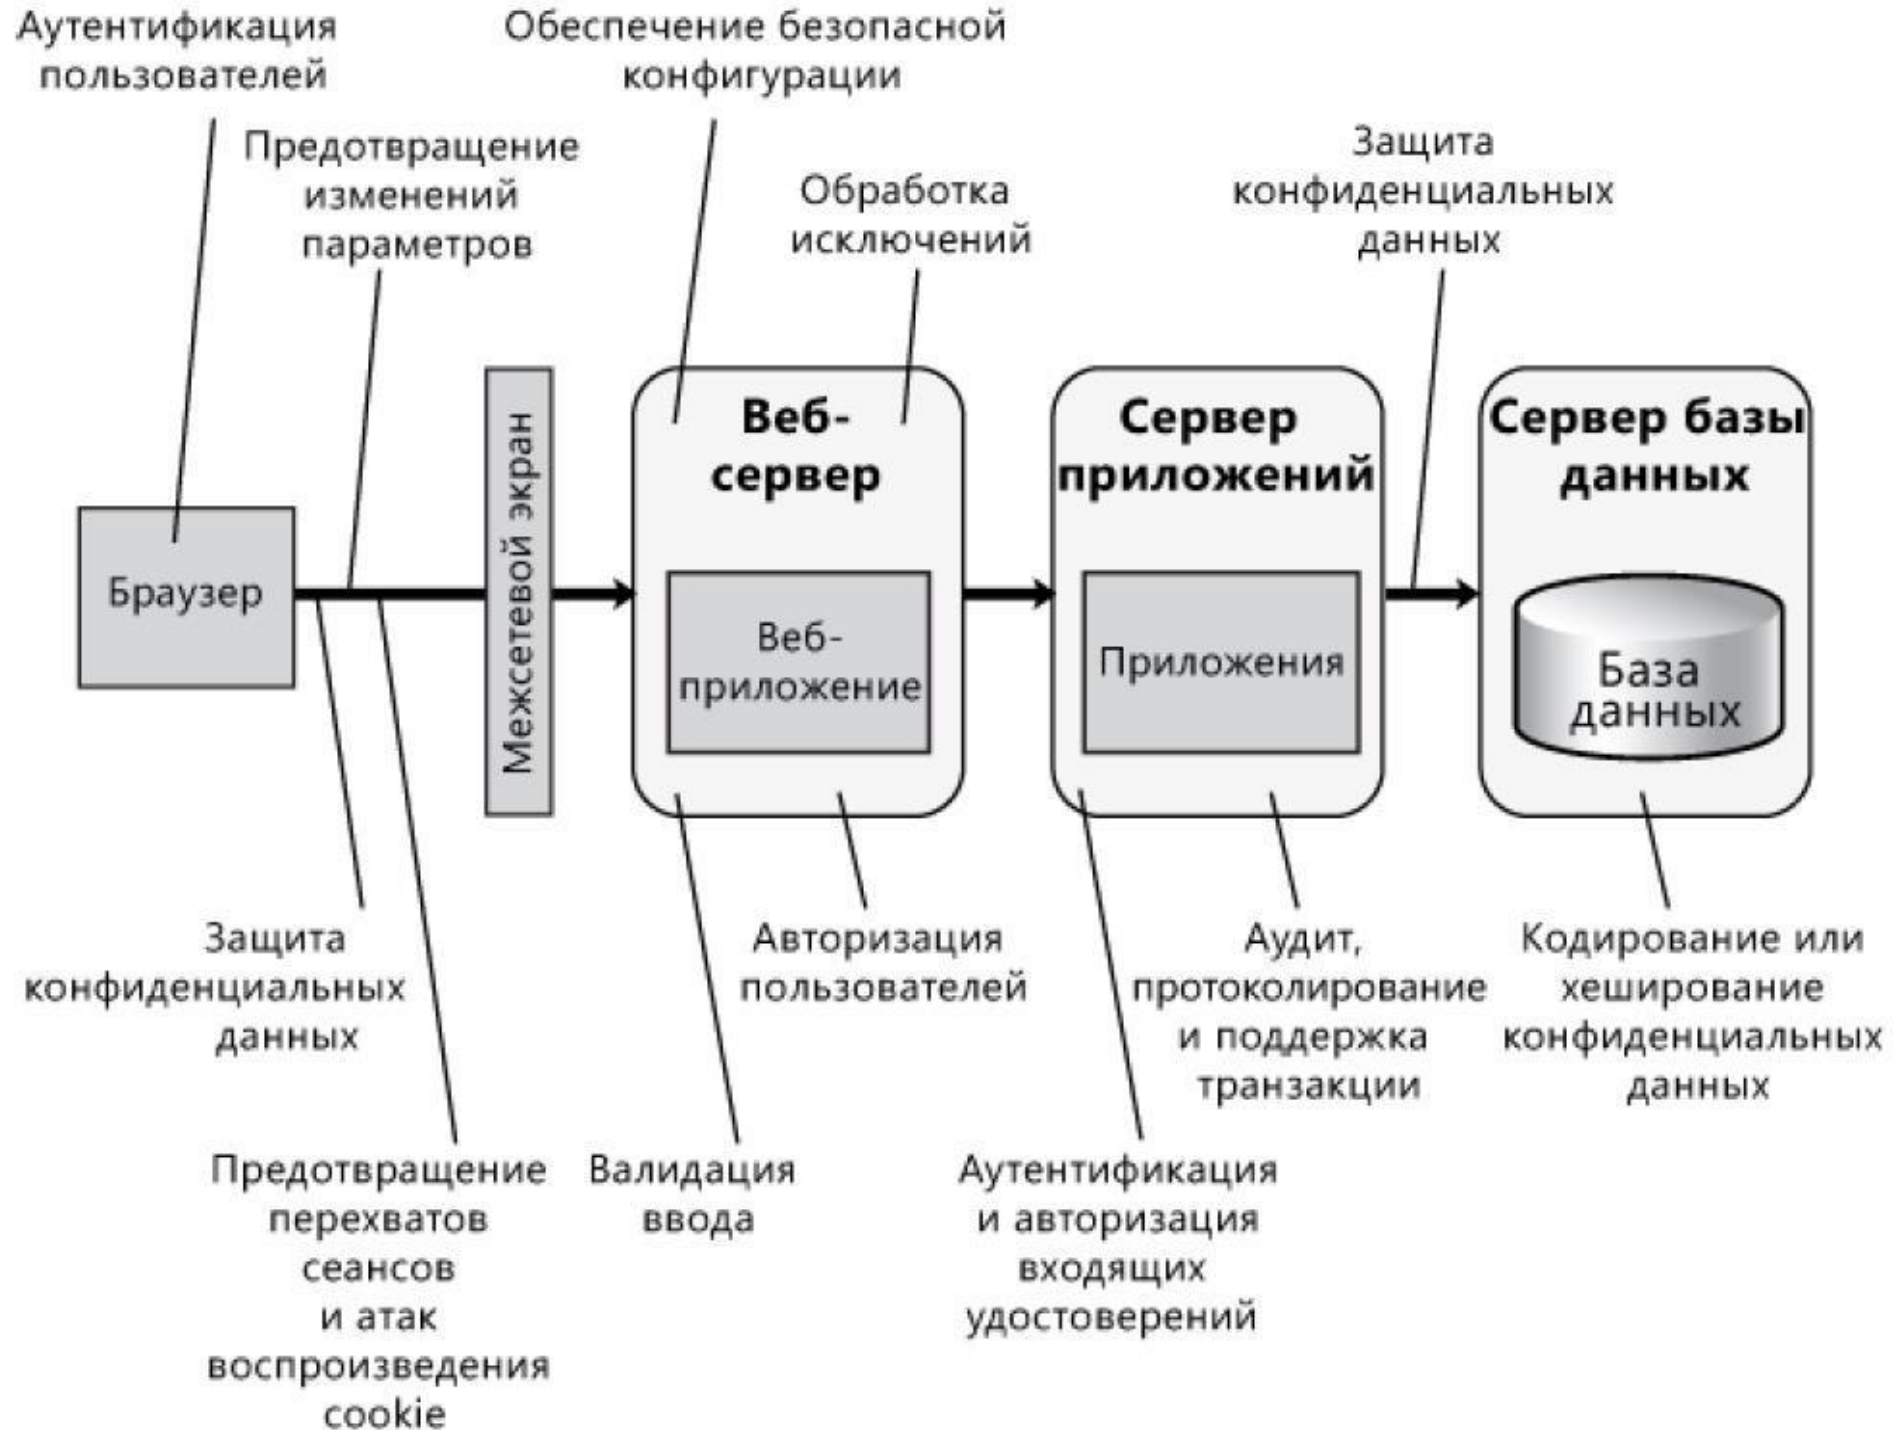 Аутентификация
пользователей
Обеспечение безопасной
конфигурации
Предотвращение
изменений
параметров
Обработка
исключений
Защита
конфиденциальных
данных
Браузер
Межсетевой экран
Веб-
сервер
Веб-
приложение
Сервер
приложений
Приложения
Сервер базы
данных
База
данных
Защита
конфиденциальных
данных
Авторизация
пользователей
Аудит,
протоколирование
и поддержка
транзакции
Кодирование или
хеширование
конфиденциальных
данных
Предотвращение
перехватов
сеансов
и атак
воспроизведения
cookie
Валидация
ввода
Аутентификация
и авторизация
входящих
удостоверений